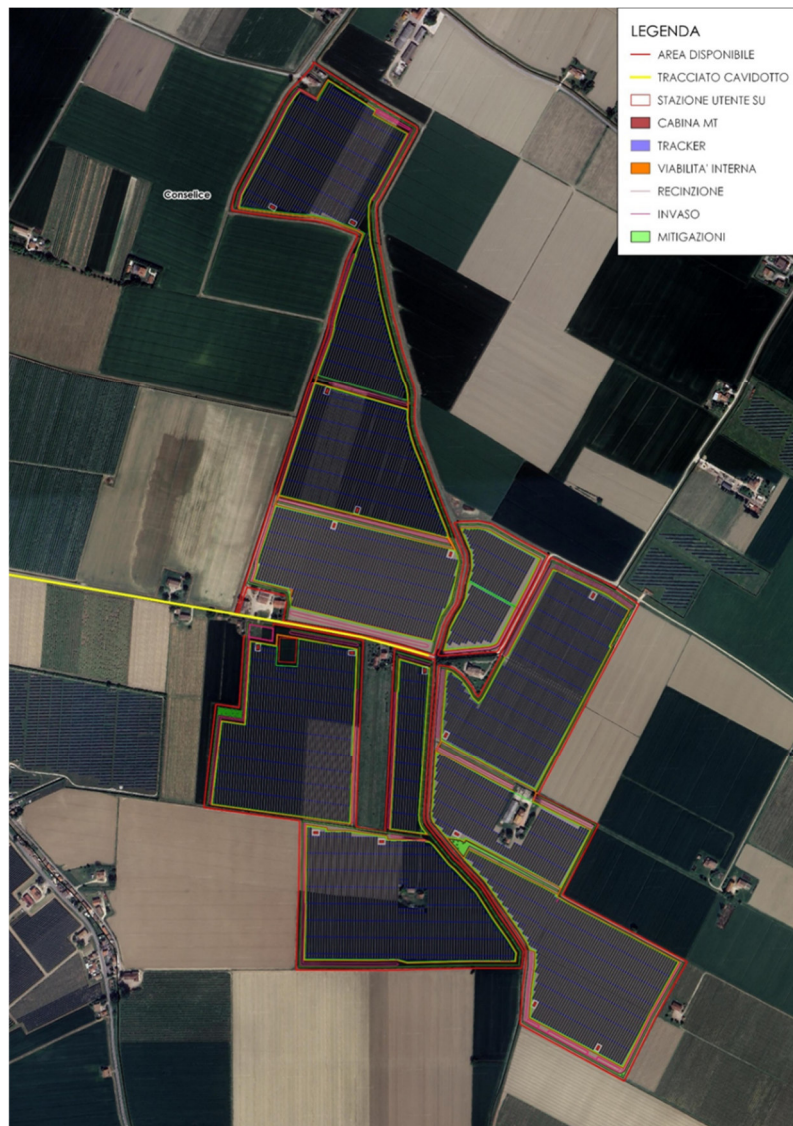 LEGENDA
AREA DISPONIBILE
TRACCIATO CAVIDOTTO
STAZIONE UTENTE SU
CABINA MT
TRACKER
VIABILITA' INTERNA
RECINZIONE
INVASO
MITIGAZIONI
Conselice